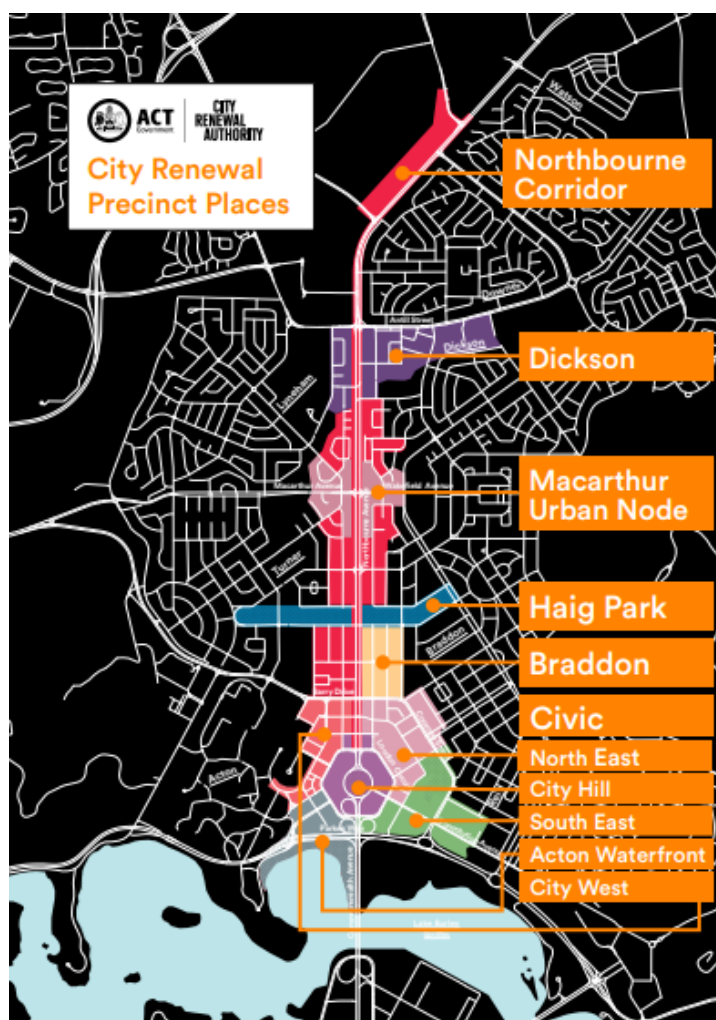 ACT
Government
CITY
RENEWAL
AUTHORITY
City Renewal
Precinct Places
Watson
Northbourne
Corridor
Downer
Antill Street
Dickson
Dickson
Lyneham
Macarthur
Urban Node
Macarthur Avenue
Wakefield Avenue
Northbourne Avenue
Turner
Haig Park
Braddon
Braddon
Civic
North East
City Hill
South East
Acton Waterfront
City West
Acton
Commonwealth Avenue